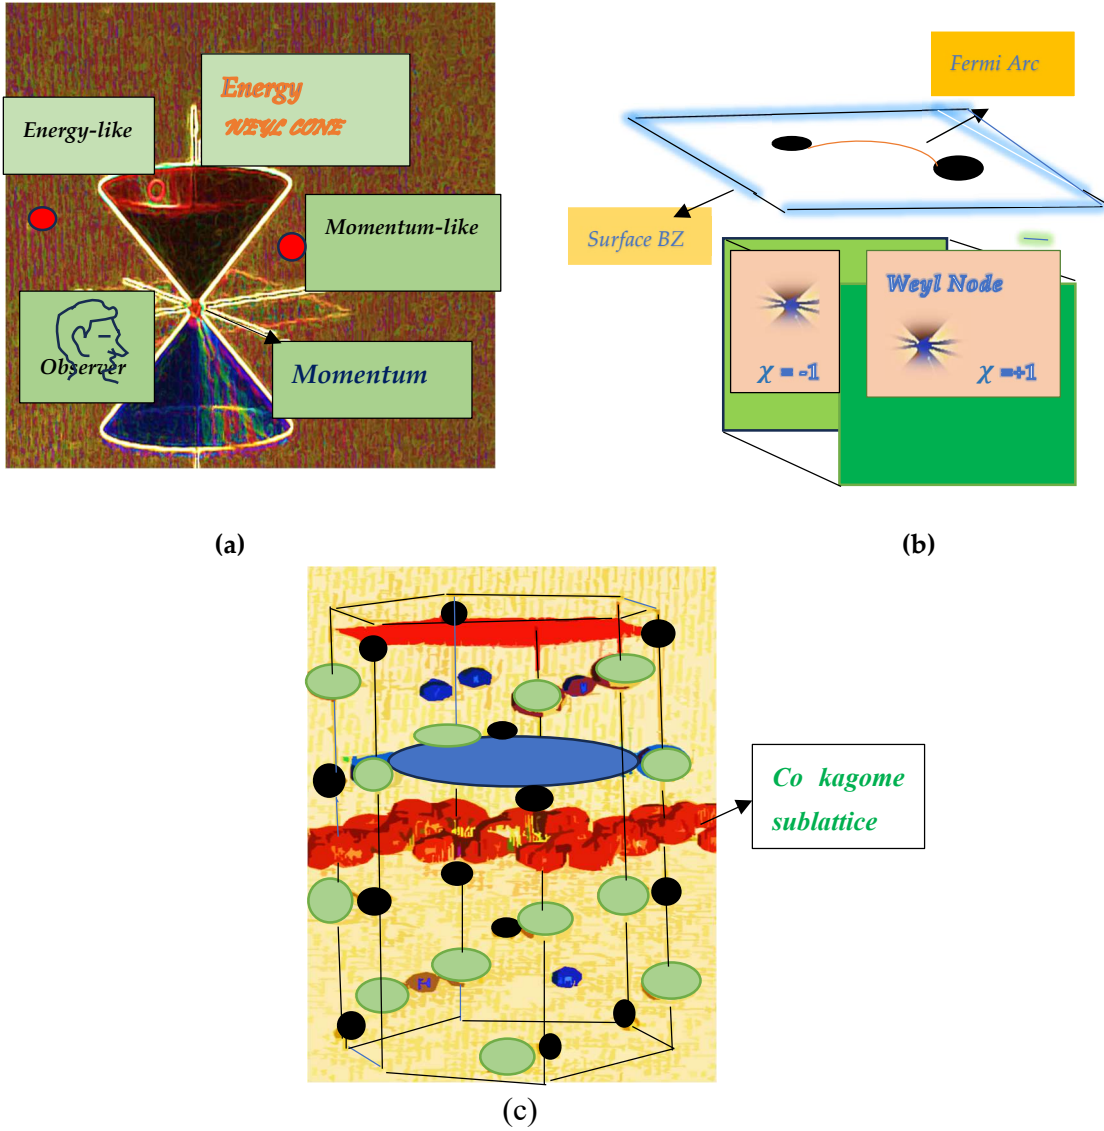 Energy
WEYL CONE
Energy-like
Momentum-like
Observer
Momentum
(a)
Fermi Arc
Surface BZ
Weyl Node
χ = -1
χ =+1
(b)
Co kagome
sublattice
(c)